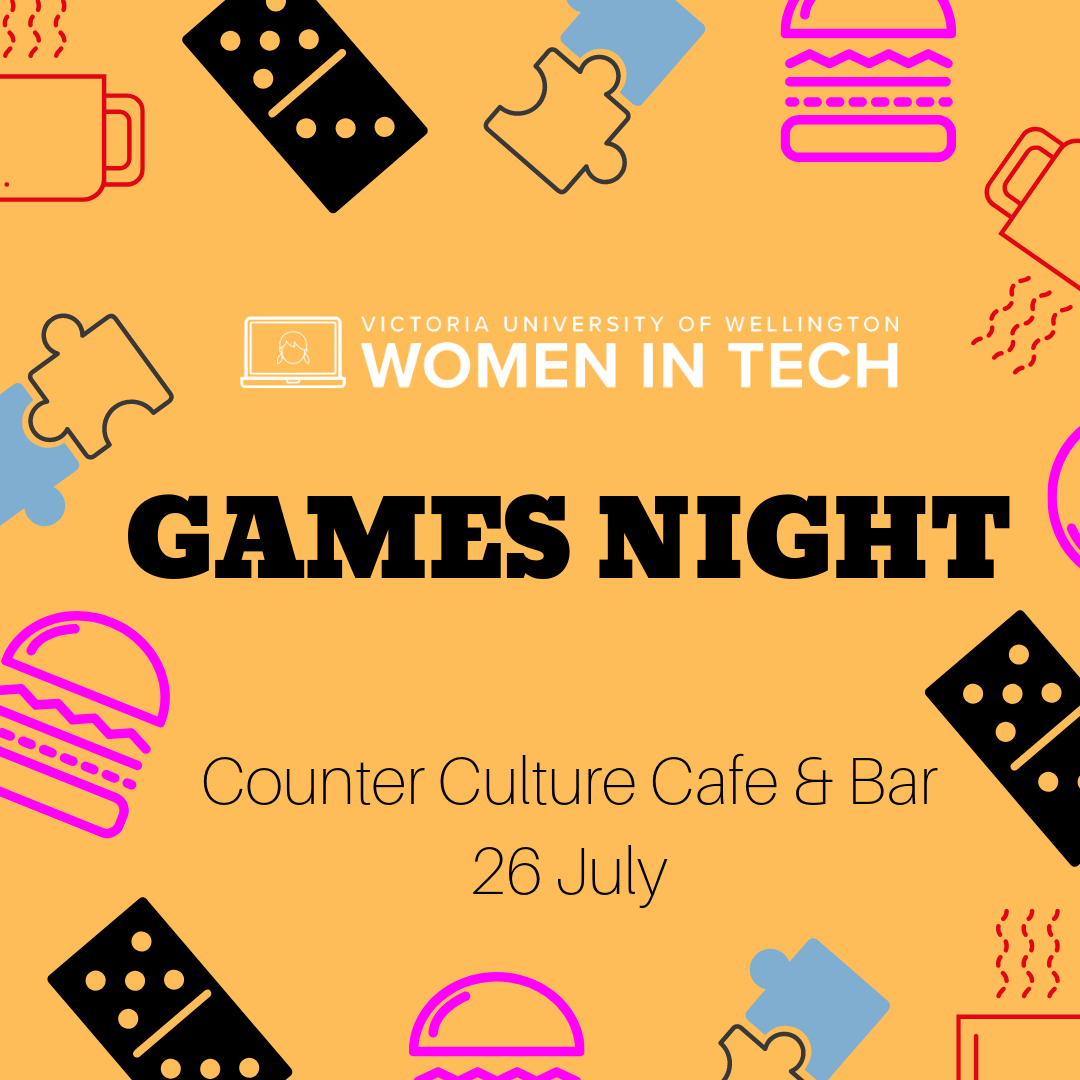 VICTORIA UNIVERSITY OF WELLINGTON
WOMEN IN TECH
GAMES NIGHT
Counter Culture Cafe & Bar
26 July